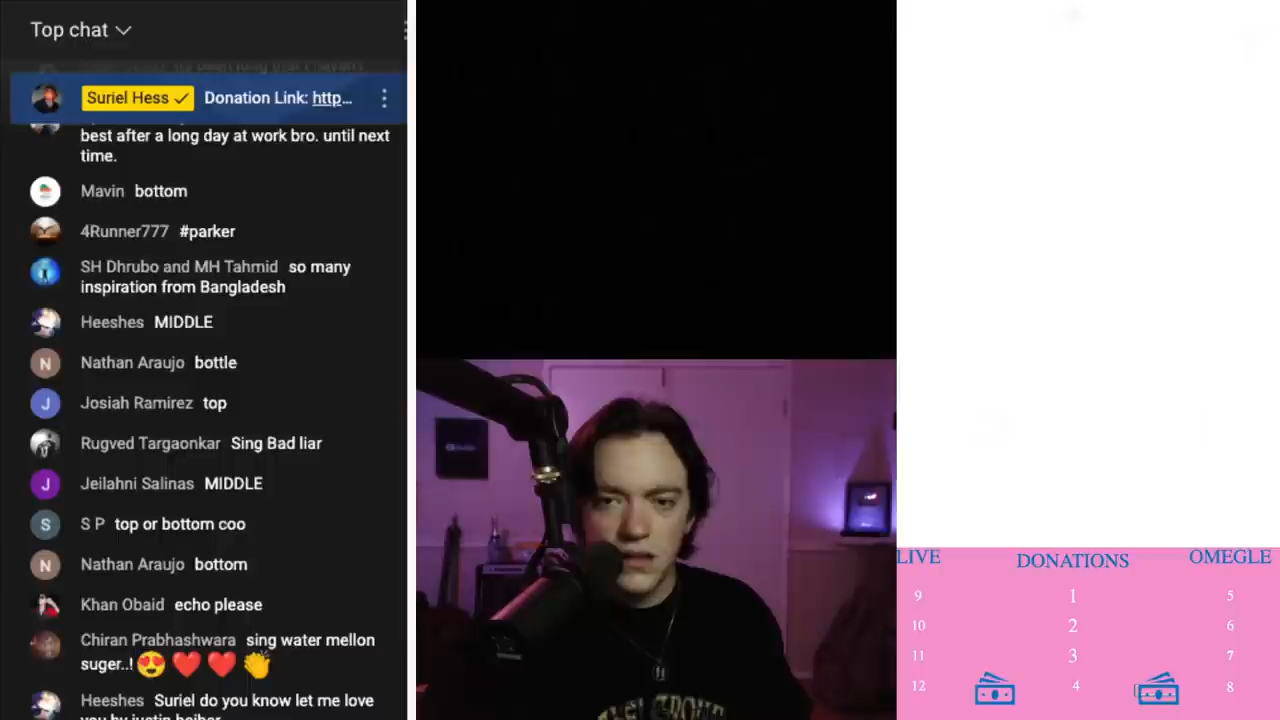 Top chat
Suriel Hess Donation Link: http...
best after a long day at work bro. until next
time.
Mavin bottom
4Runner777 #parker
SH Dhrubo and MH Tahmid so many
inspiration from Bangladesh
Heeshes MIDDLE
N Nathan Araujo bottle
J Josiah Ramirez top
Rugved Targaonkar Sing Bad liar
J Jeilahni Salinas MIDDLE
S S P top or bottom coo
N Nathan Araujo bottom
Khan Obaid echo please
Chiran Prabhashwara sing water mellon
suger..! 😍 ❤️ ❤️ 👏
Heeshes Suriel do you know let me love
you by justin
LIVE DONATIONS OMEGLE
9 1 5
10 2 6
11 3 7
12 4 8